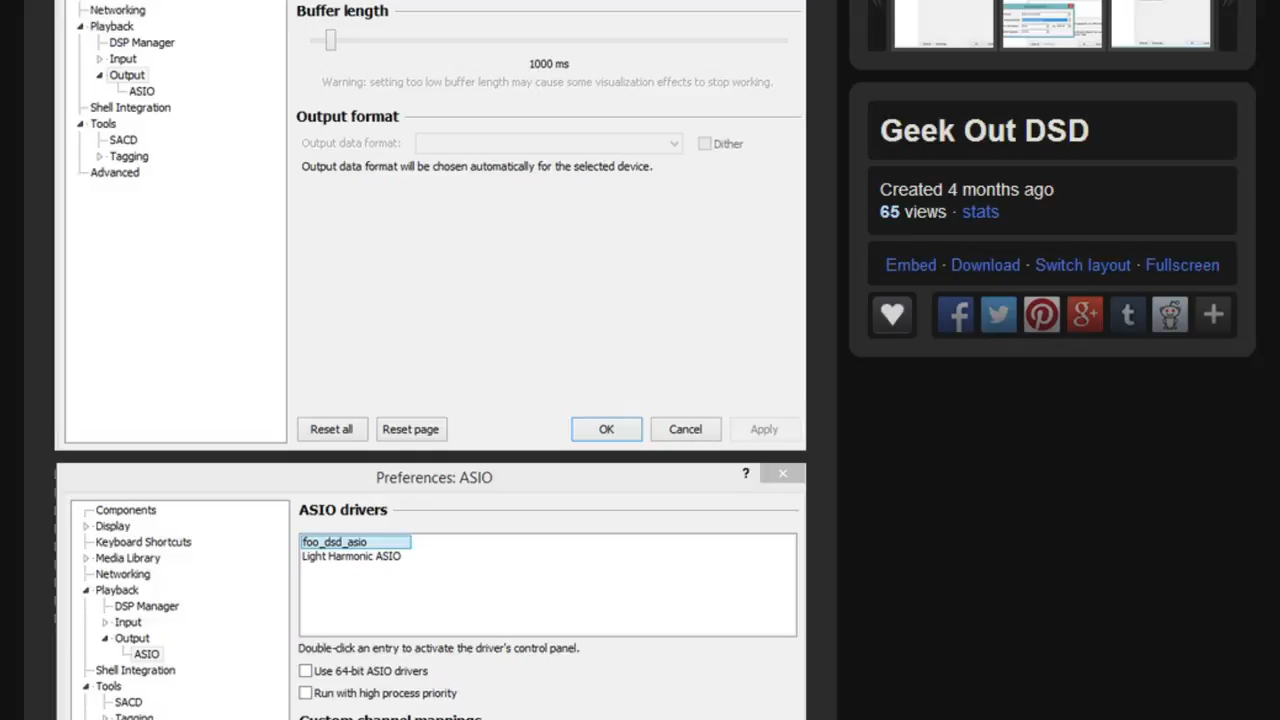 Networking
Playback
DSP Manager
Input
Output
ASIO
Shell Integration
Tools
SACD
Tagging
Advanced
Buffer length
1000 ms
Warning: setting too low buffer length may cause some visualization effects to stop working.
Output format
Output data format:
Dither
Output data format will be chosen automatically for the selected device.
Reset all
Reset page
OK
Cancel
Apply
Preferences: ASIO
?
Components
Display
Keyboard Shortcuts
Media Library
Networking
Playback
DSP Manager
Input
Output
ASIO
Shell Integration
Tools
SACD
Tagging
ASIO drivers
foo_dsd_asio
Light Harmonic ASIO
Double-click an entry to activate the driver's control panel.
Use 64-bit ASIO drivers
Run with high process priority
Custom channel mappings
Geek Out DSD
Created 4 months ago
65 views · stats
Embed · Download · Switch layout · Fullscreen